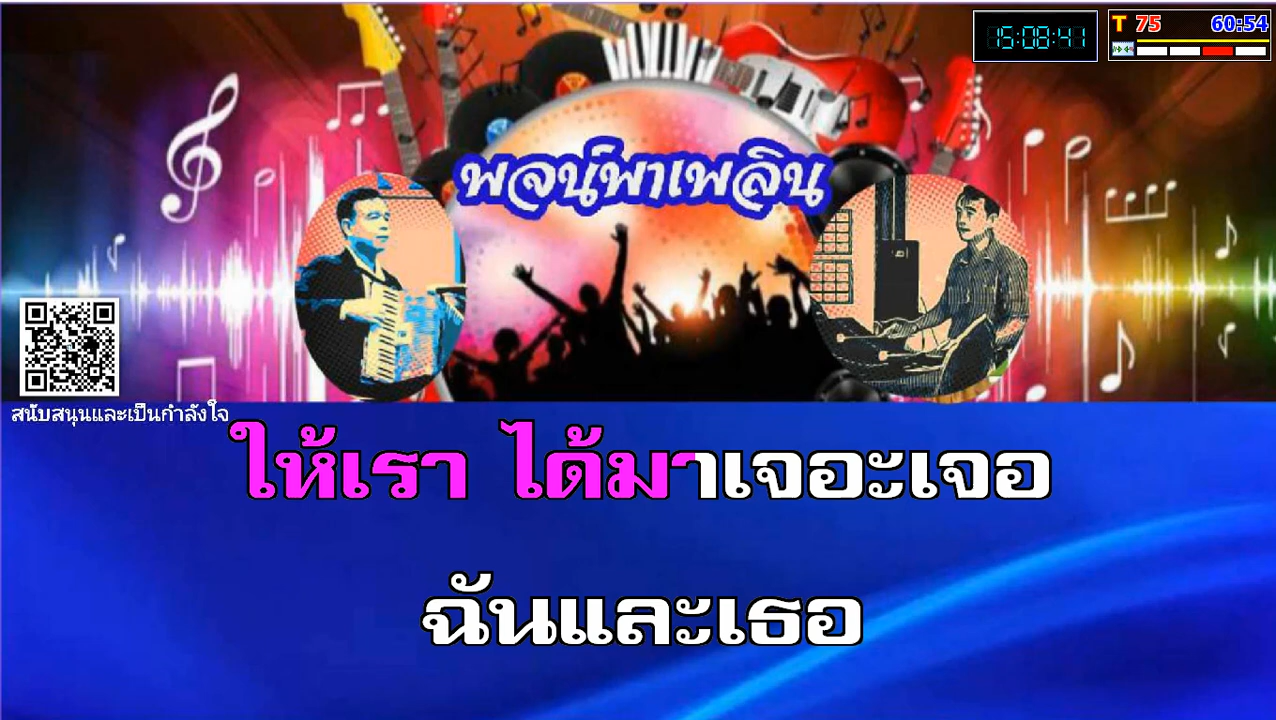 15:08:41
T 75 60:54
พจน์พาเพลิน
สนับสนุนและเป็นกำลังใจ
ให้เรา ได้มาเจอะเจอ
ฉันและเธอ